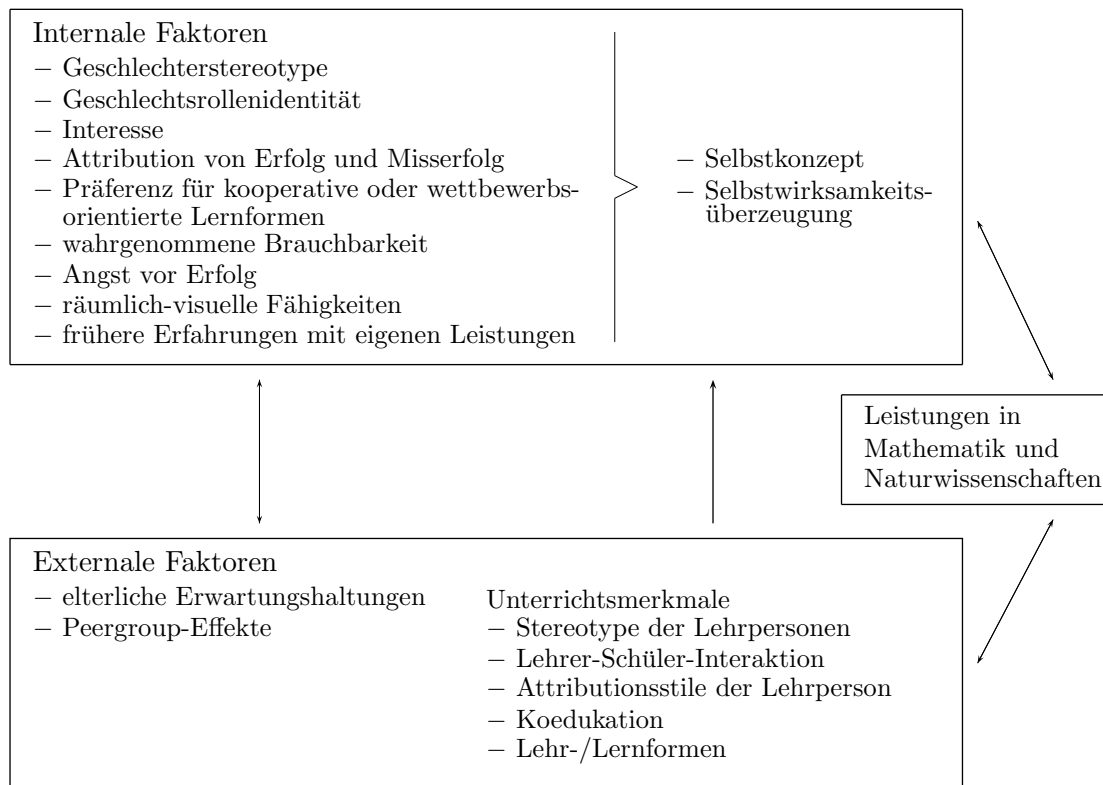 Internale Faktoren
– Geschlechterstereotype
– Geschlechtsrollenidentität
– Interesse
– Attribution von Erfolg und Misserfolg
– Präferenz für kooperative oder wettbewerbs-
orientierte Lernformen
– wahrgenommene Brauchbarkeit
– Angst vor Erfolg
– räumlich-visuelle Fähigkeiten
– frühere Erfahrungen mit eigenen Leistungen
– Selbstkonzept
– Selbstwirksamkeits-
überzeugung
Leistungen in
Mathematik und
Naturwissenschaften
Externale Faktoren
– elterliche Erwartungshaltungen
– Peergroup-Effekte
Unterrichtsmerkmale
– Stereotype der Lehrpersonen
– Lehrer-Schüler-Interaktion
– Attributionsstile der Lehrperson
– Koedukation
– Lehr-/Lernformen